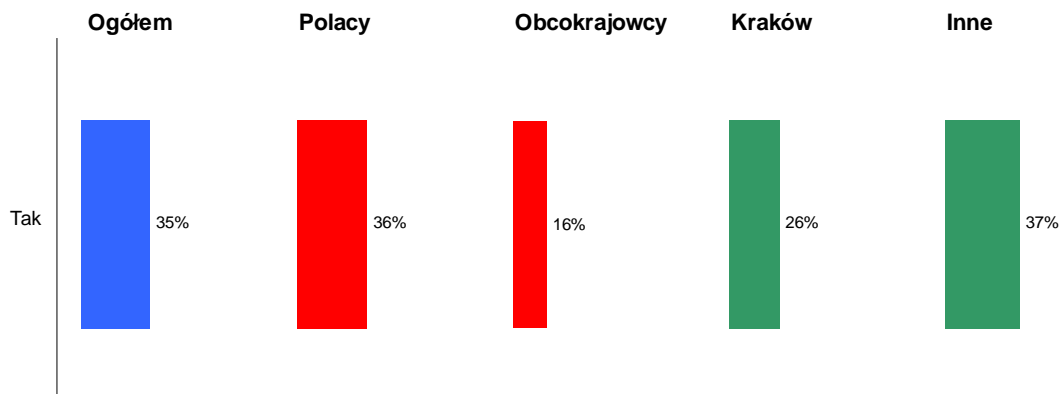 Ogółem Polacy Obcokrajowcy Kraków Inne
Tak 35% 36% 16% 26% 37%